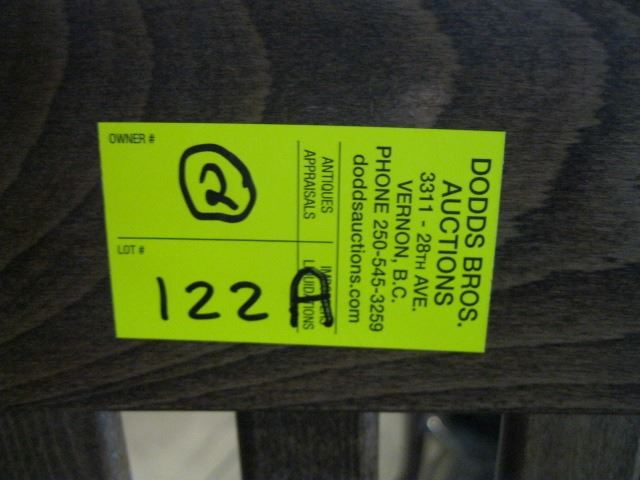 DODDS BROS.
AUCTIONS
3311 - 28TH AVE.
VERNON, B.C.
PHONE 250-545-3259
doddsauctions.com
ANTIQUES
APPRAISALS
IMPORTERS
LIQUIDATIONS
OWNER #
2
LOT #
122A